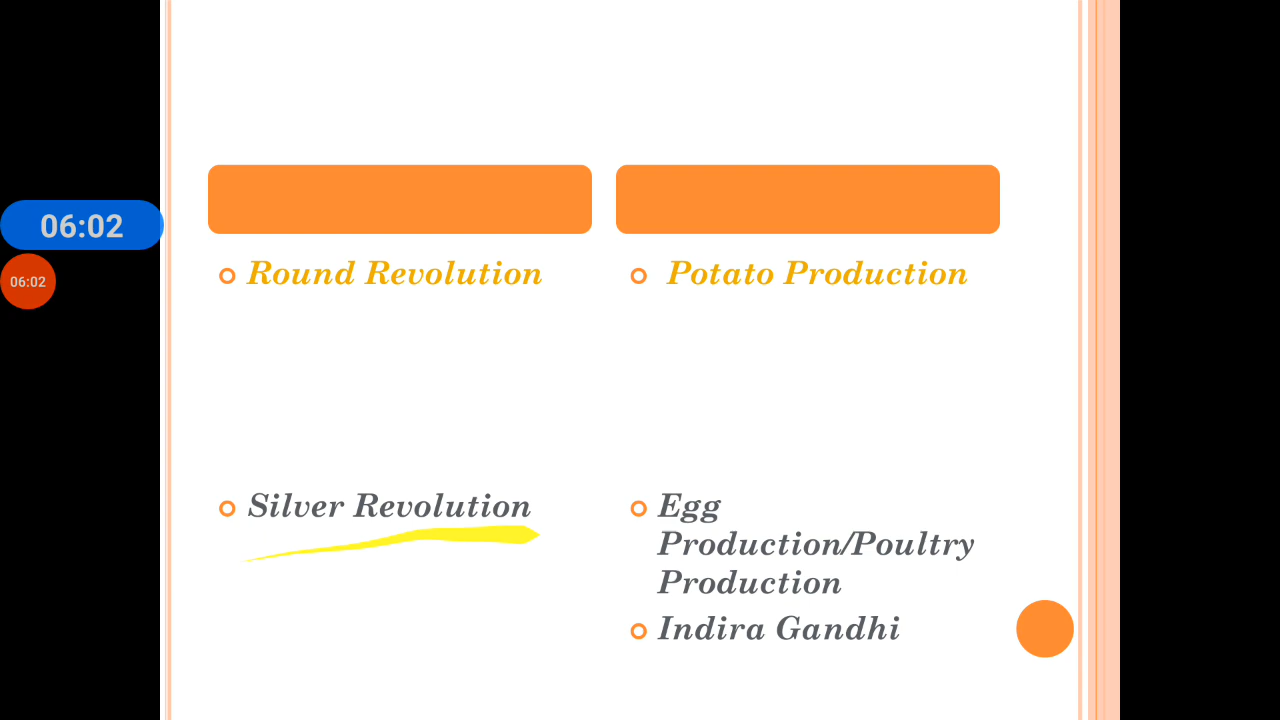 06:02
06:02
Round Revolution
Potato Production
Silver Revolution
Egg
Production/Poultry
Production
Indira Gandhi